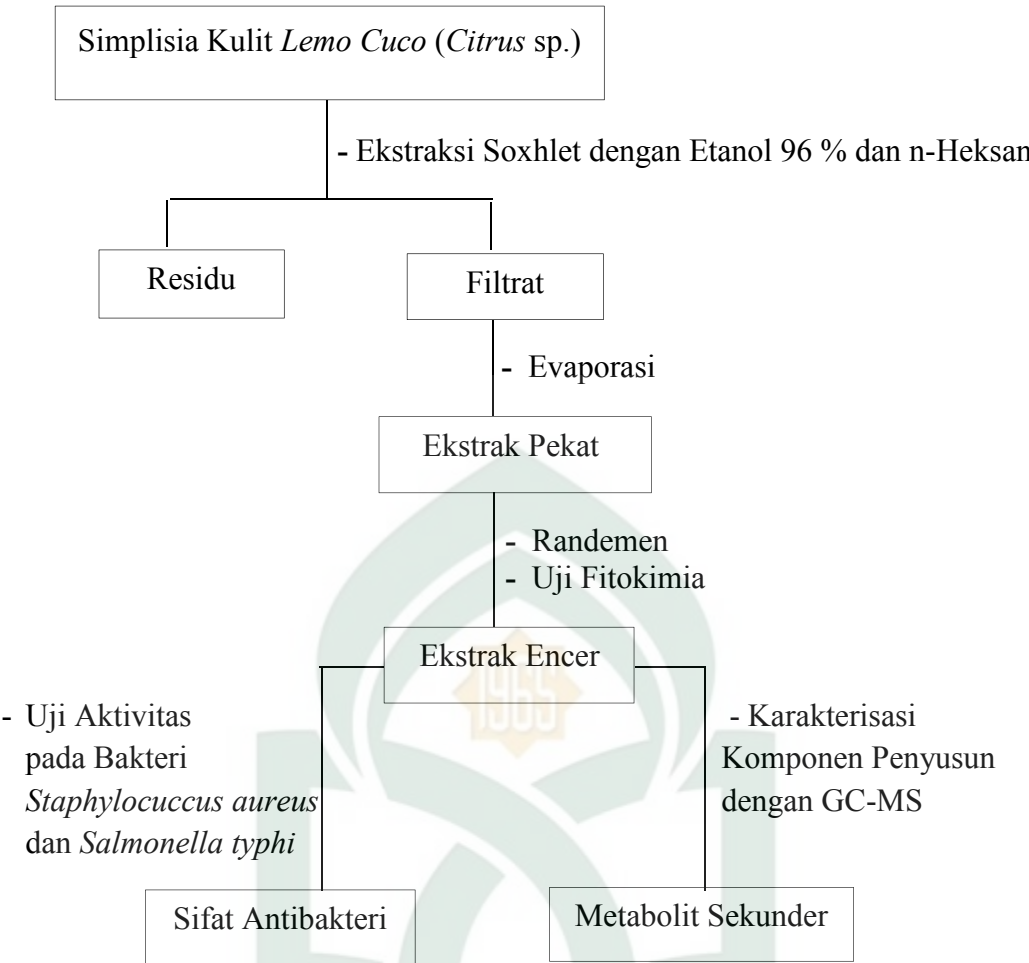 Simplisia Kulit Lemo Cuco (Citrus sp.)
- Ekstraksi Soxhlet dengan Etanol 96 % dan n-Heksan
Residu
Filtrat
- Evaporasi
Ekstrak Pekat
- Randemen
- Uji Fitokimia
Ekstrak Encer
1965
- Uji Aktivitas
pada Bakteri
Staphylocuccus aureus
dan Salmonella typhi
- Karakterisasi
Komponen Penyusun
dengan GC-MS
Sifat Antibakteri
Metabolit Sekunder